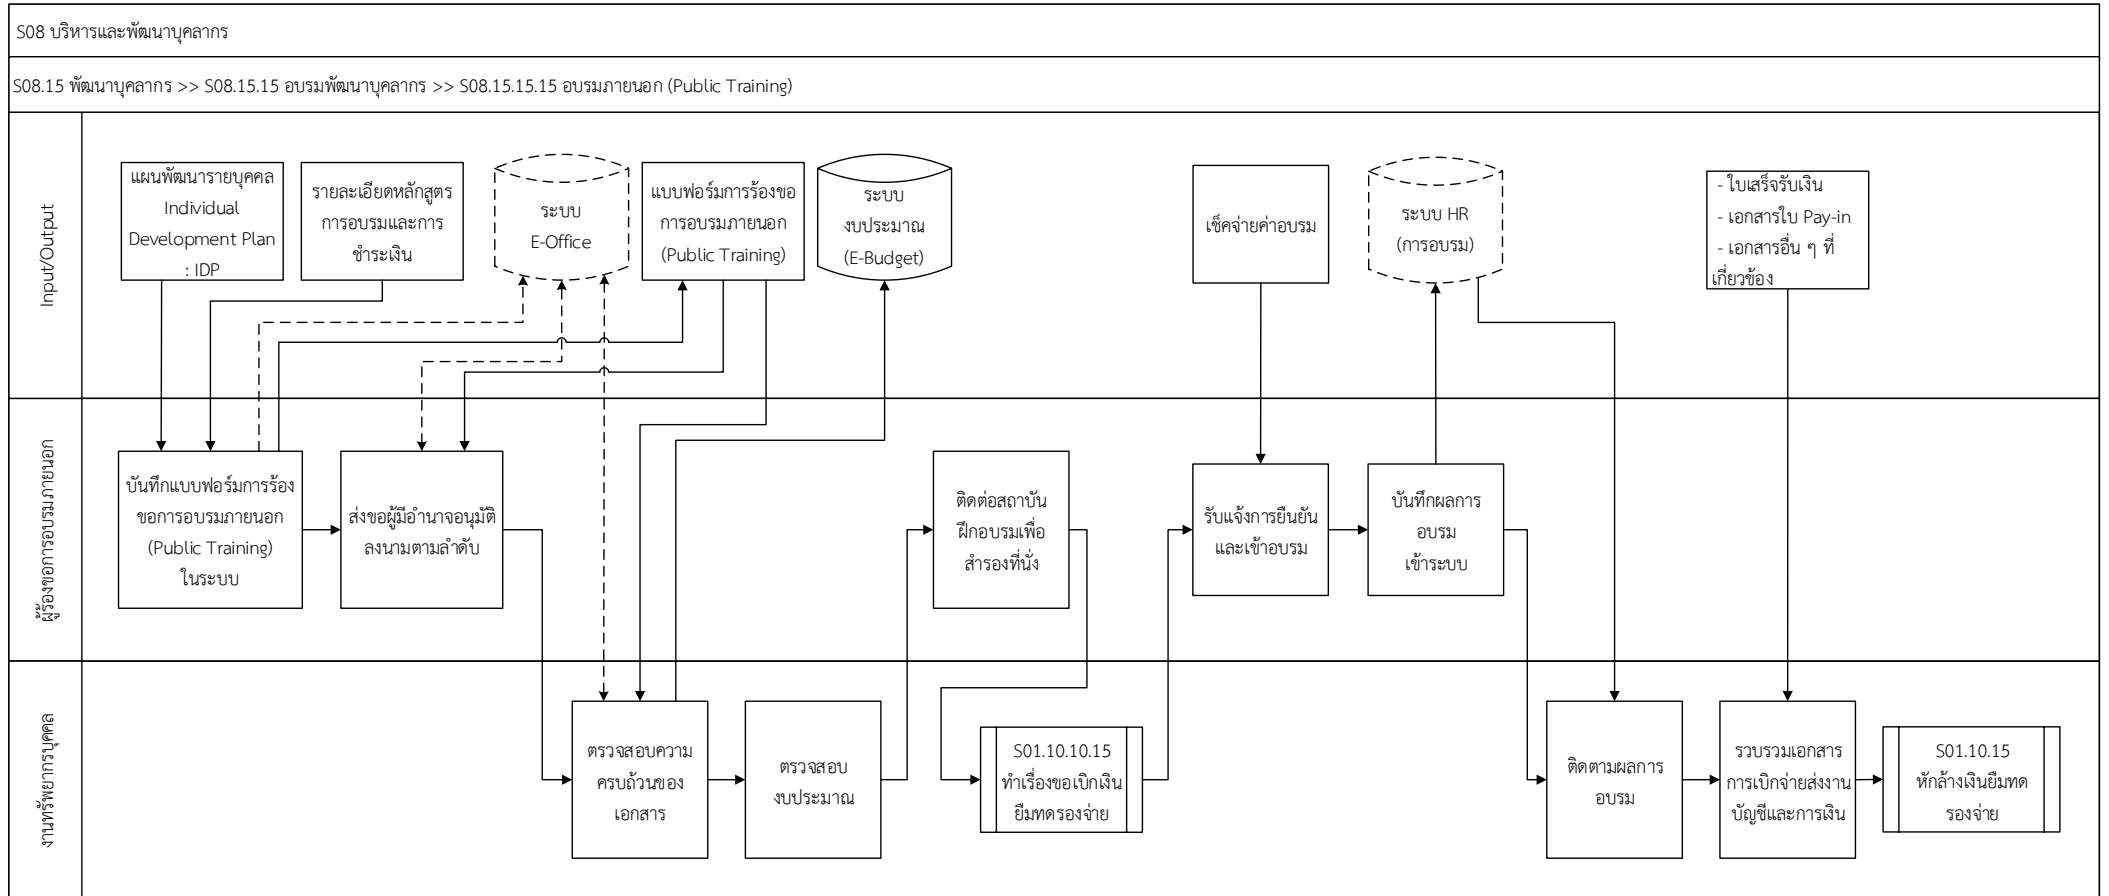 S08 บริหารและพัฒนาบุคลากร
S08.15 พัฒนาบุคลากร >> S08.15.15 อบรมพัฒนาบุคลากร >> S08.15.15.15 อบรมภายนอก (Public Training)
Input/Output
แผนพัฒนารายบุคคล
Individual
Development Plan
: IDP
รายละเอียดหลักสูตร
การอบรมและการ
ชำระเงิน
ระบบ
E-Office
แบบฟอร์มการร้องขอ
การอบรมภายนอก
(Public Training)
ระบบ
งบประมาณ
(E-Budget)
เช็คจ่ายค่าอบรม
ระบบ HR
(การอบรม)
- ใบเสร็จรับเงิน
- เอกสารใบ Pay-in
- เอกสารอื่น ๆ ที่
เกี่ยวข้อง
ผู้ร้องขอการอบรมภายนอก
บันทึกแบบฟอร์มการร้อง
ขอการอบรมภายนอก
(Public Training)
ในระบบ
ส่งขอผู้มีอำนาจอนุมัติ
ลงนามตามลำดับ
ติดต่อสถาบัน
ฝึกอบรมเพื่อ
สำรองที่นั่ง
รับแจ้งการยืนยัน
และเข้าอบรม
บันทึกผลการ
อบรม
เข้าระบบ
งานทรัพยากรบุคคล
ตรวจสอบความ
ครบถ้วนของ
เอกสาร
ตรวจสอบ
งบประมาณ
S01.10.10.15
ทำเรื่องขอเบิกเงิน
ยืมทดรองจ่าย
ติดตามผลการ
อบรม
รวบรวมเอกสาร
การเบิกจ่ายส่งงาน
บัญชีและการเงิน
S01.10.15
หักล้างเงินยืมทด
รองจ่าย